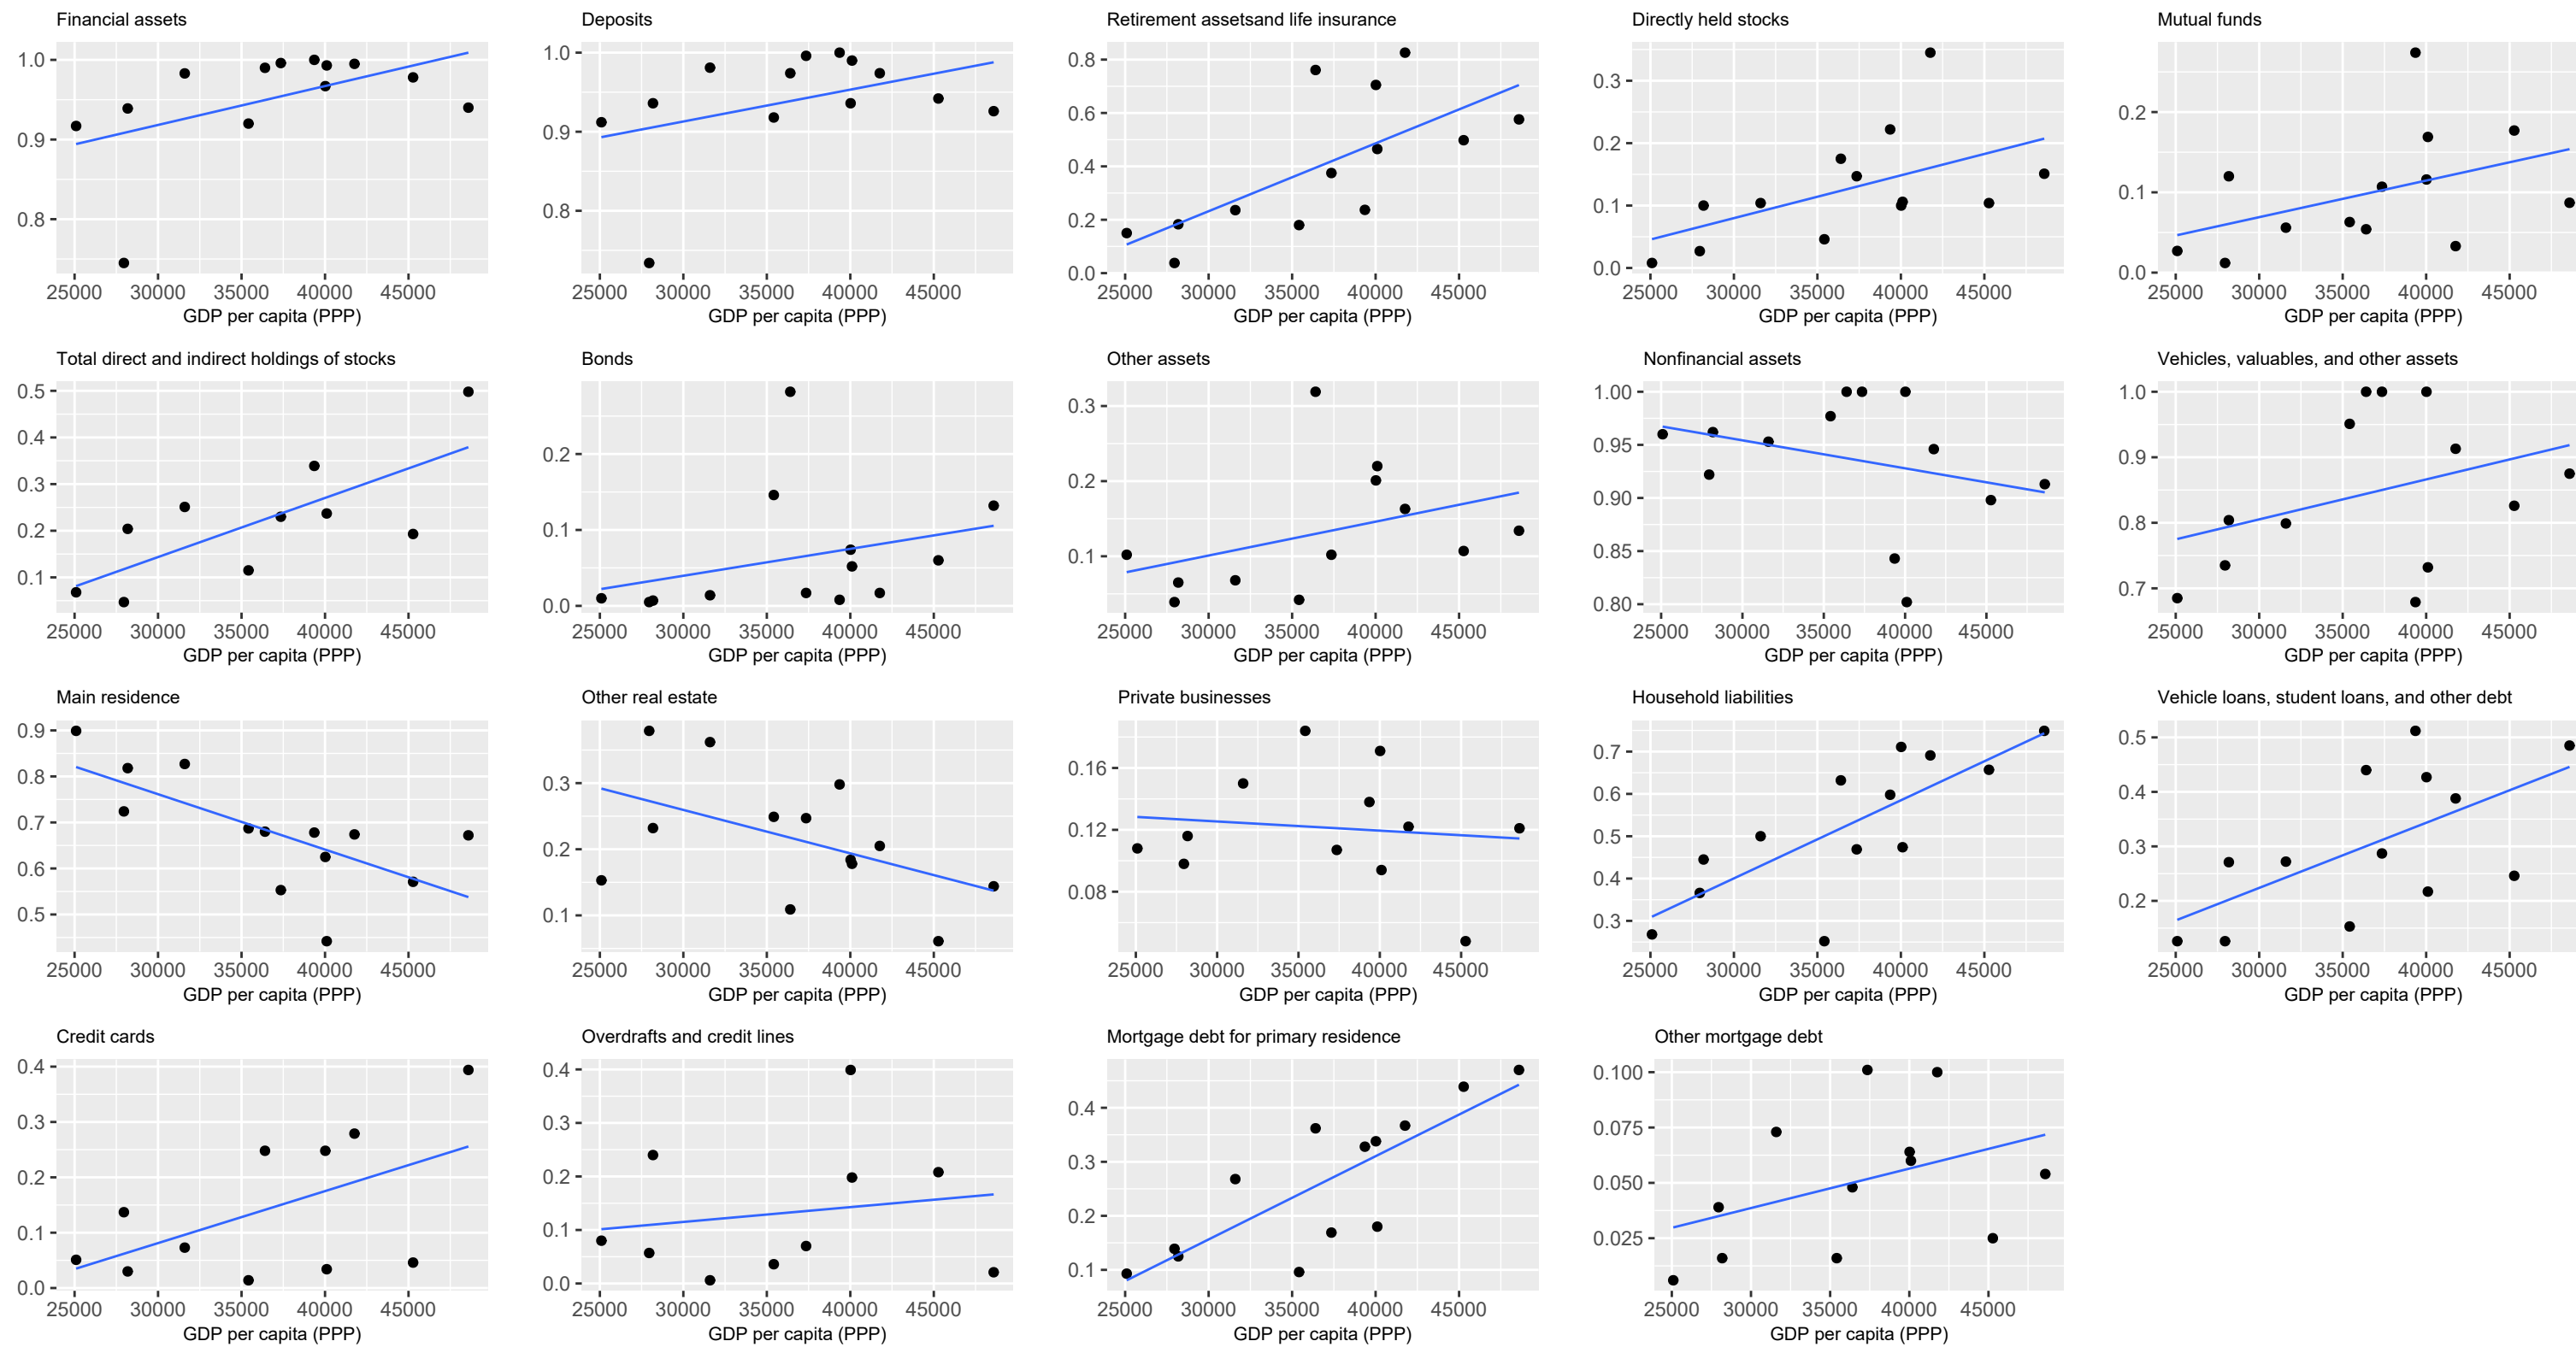 Financial assets
1.0
0.9
0.8
25000 30000 35000 40000 45000
GDP per capita (PPP)
Deposits
1.0
0.9
0.8
25000 30000 35000 40000 45000
GDP per capita (PPP)
Retirement assetsand life insurance
0.8
0.6
0.4
0.2
0.0
25000 30000 35000 40000 45000
GDP per capita (PPP)
Directly held stocks
0.3
0.2
0.1
0.0
25000 30000 35000 40000 45000
GDP per capita (PPP)
Mutual funds
0.2
0.1
0.0
25000 30000 35000 40000 45000
GDP per capita (PPP)
Total direct and indirect holdings of stocks
0.5
0.4
0.3
0.2
0.1
25000 30000 35000 40000 45000
GDP per capita (PPP)
Bonds
0.2
0.1
0.0
25000 30000 35000 40000 45000
GDP per capita (PPP)
Other assets
0.3
0.2
0.1
25000 30000 35000 40000 45000
GDP per capita (PPP)
Nonfinancial assets
1.00
0.95
0.90
0.85
0.80
25000 30000 35000 40000 45000
GDP per capita (PPP)
Vehicles, valuables, and other assets
1.0
0.9
0.8
0.7
25000 30000 35000 40000 45000
GDP per capita (PPP)
Main residence
0.9
0.8
0.7
0.6
0.5
25000 30000 35000 40000 45000
GDP per capita (PPP)
Other real estate
0.3
0.2
0.1
25000 30000 35000 40000 45000
GDP per capita (PPP)
Private businesses
0.16
0.12
0.08
25000 30000 35000 40000 45000
GDP per capita (PPP)
Household liabilities
0.7
0.6
0.5
0.4
0.3
25000 30000 35000 40000 45000
GDP per capita (PPP)
Vehicle loans, student loans, and other debt
0.5
0.4
0.3
0.2
25000 30000 35000 40000 45000
GDP per capita (PPP)
Credit cards
0.4
0.3
0.2
0.1
0.0
25000 30000 35000 40000 45000
GDP per capita (PPP)
Overdrafts and credit lines
0.4
0.3
0.2
0.1
0.0
25000 30000 35000 40000 45000
GDP per capita (PPP)
Mortgage debt for primary residence
0.4
0.3
0.2
0.1
25000 30000 35000 40000 45000
GDP per capita (PPP)
Other mortgage debt
0.100
0.075
0.050
0.025
25000 30000 35000 40000 45000
GDP per capita (PPP)